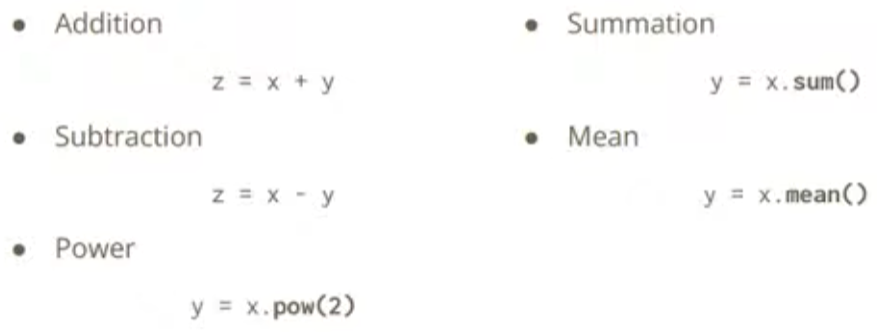 • Addition
z = x + y
• Subtraction
z = x - y
• Power
y = x.pow(2)
• Summation
y = x.sum()
• Mean
y = x.mean()